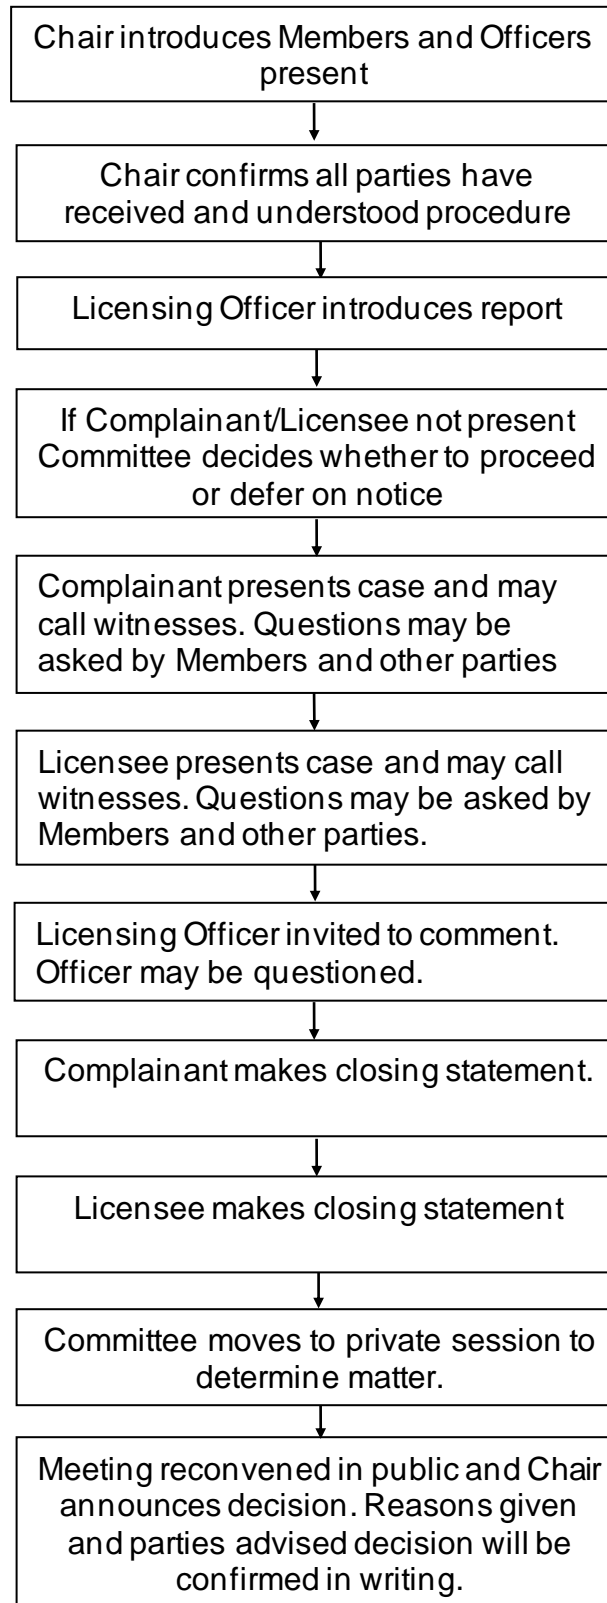 Chair introduces Members and Officers
present
Chair confirms all parties have
received and understood procedure
Licensing Officer introduces report
If Complainant/Licensee not present
Committee decides whether to proceed
or defer on notice
Complainant presents case and may
call witnesses. Questions may be
asked by Members and other parties
Licensee presents case and may call
witnesses. Questions may be asked by
Members and other parties.
Licensing Officer invited to comment.
Officer may be questioned.
Complainant makes closing statement.
Licensee makes closing statement
Committee moves to private session to
determine matter.
Meeting reconvened in public and Chair
announces decision. Reasons given
and parties advised decision will be
confirmed in writing.